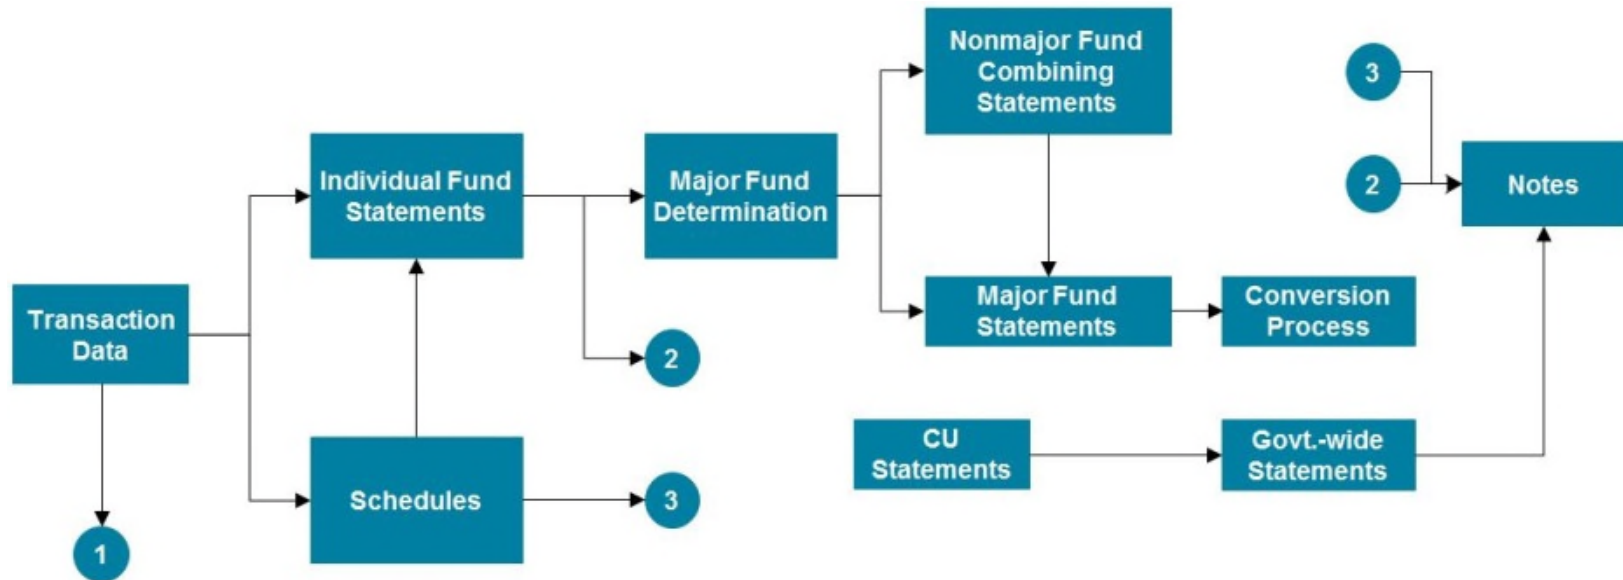 Transaction
Data
1
Individual Fund
Statements
Schedules
Major Fund
Determination
2
3
Nonmajor Fund
Combining
Statements
Major Fund
Statements
Conversion
Process
CU
Statements
Govt.-wide
Statements
3
2
Notes